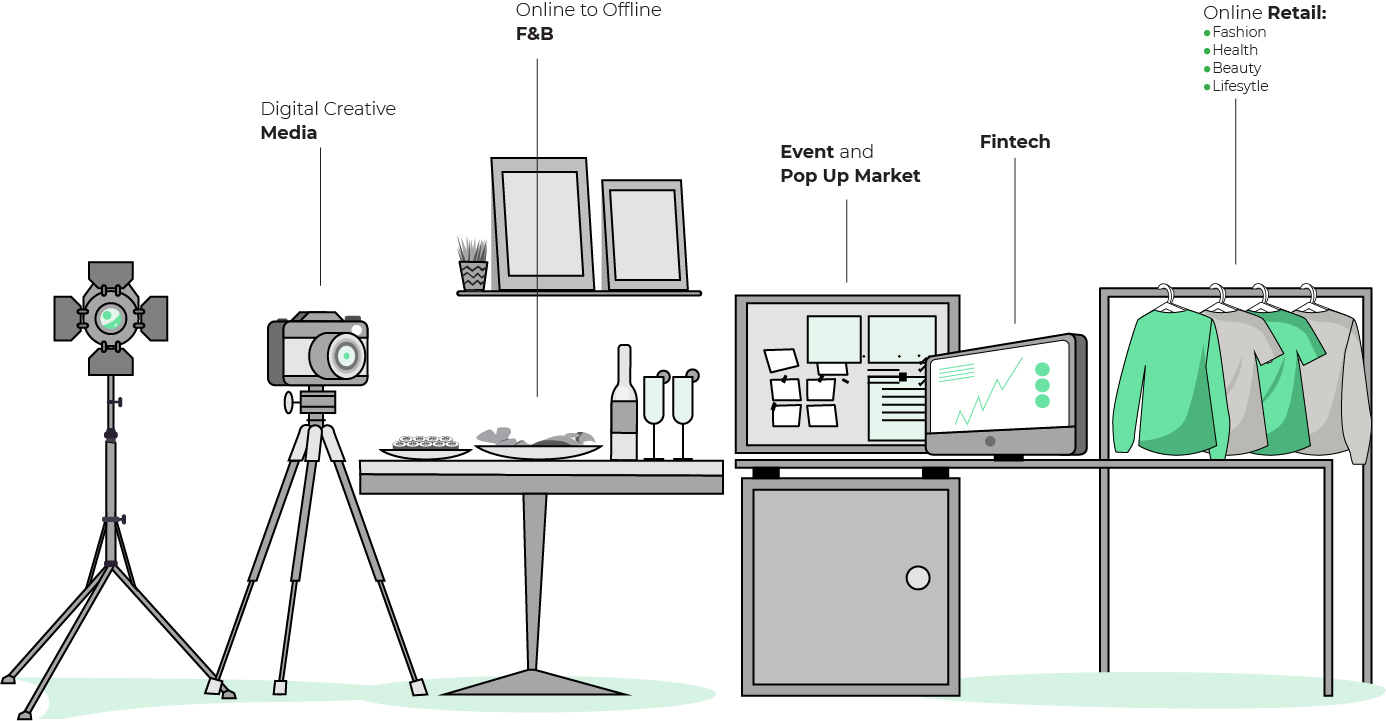 Online to Offline
F&B
Online Retail:
Fashion
Health
Beauty
Lifesytle
Digital Creative
Media
Event and
Pop Up Market
Fintech